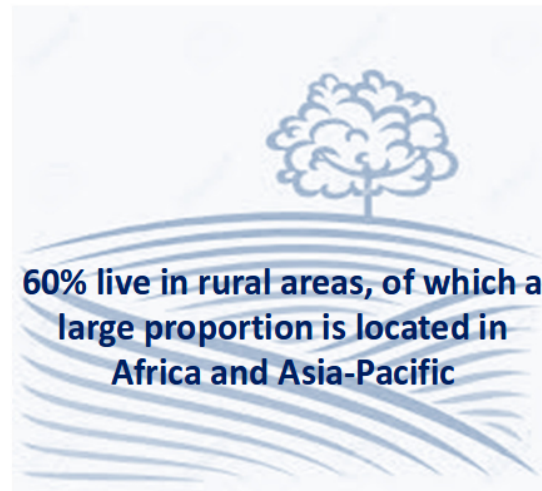 60% live in rural areas, of which a
large proportion is located in
Africa and Asia-Pacific